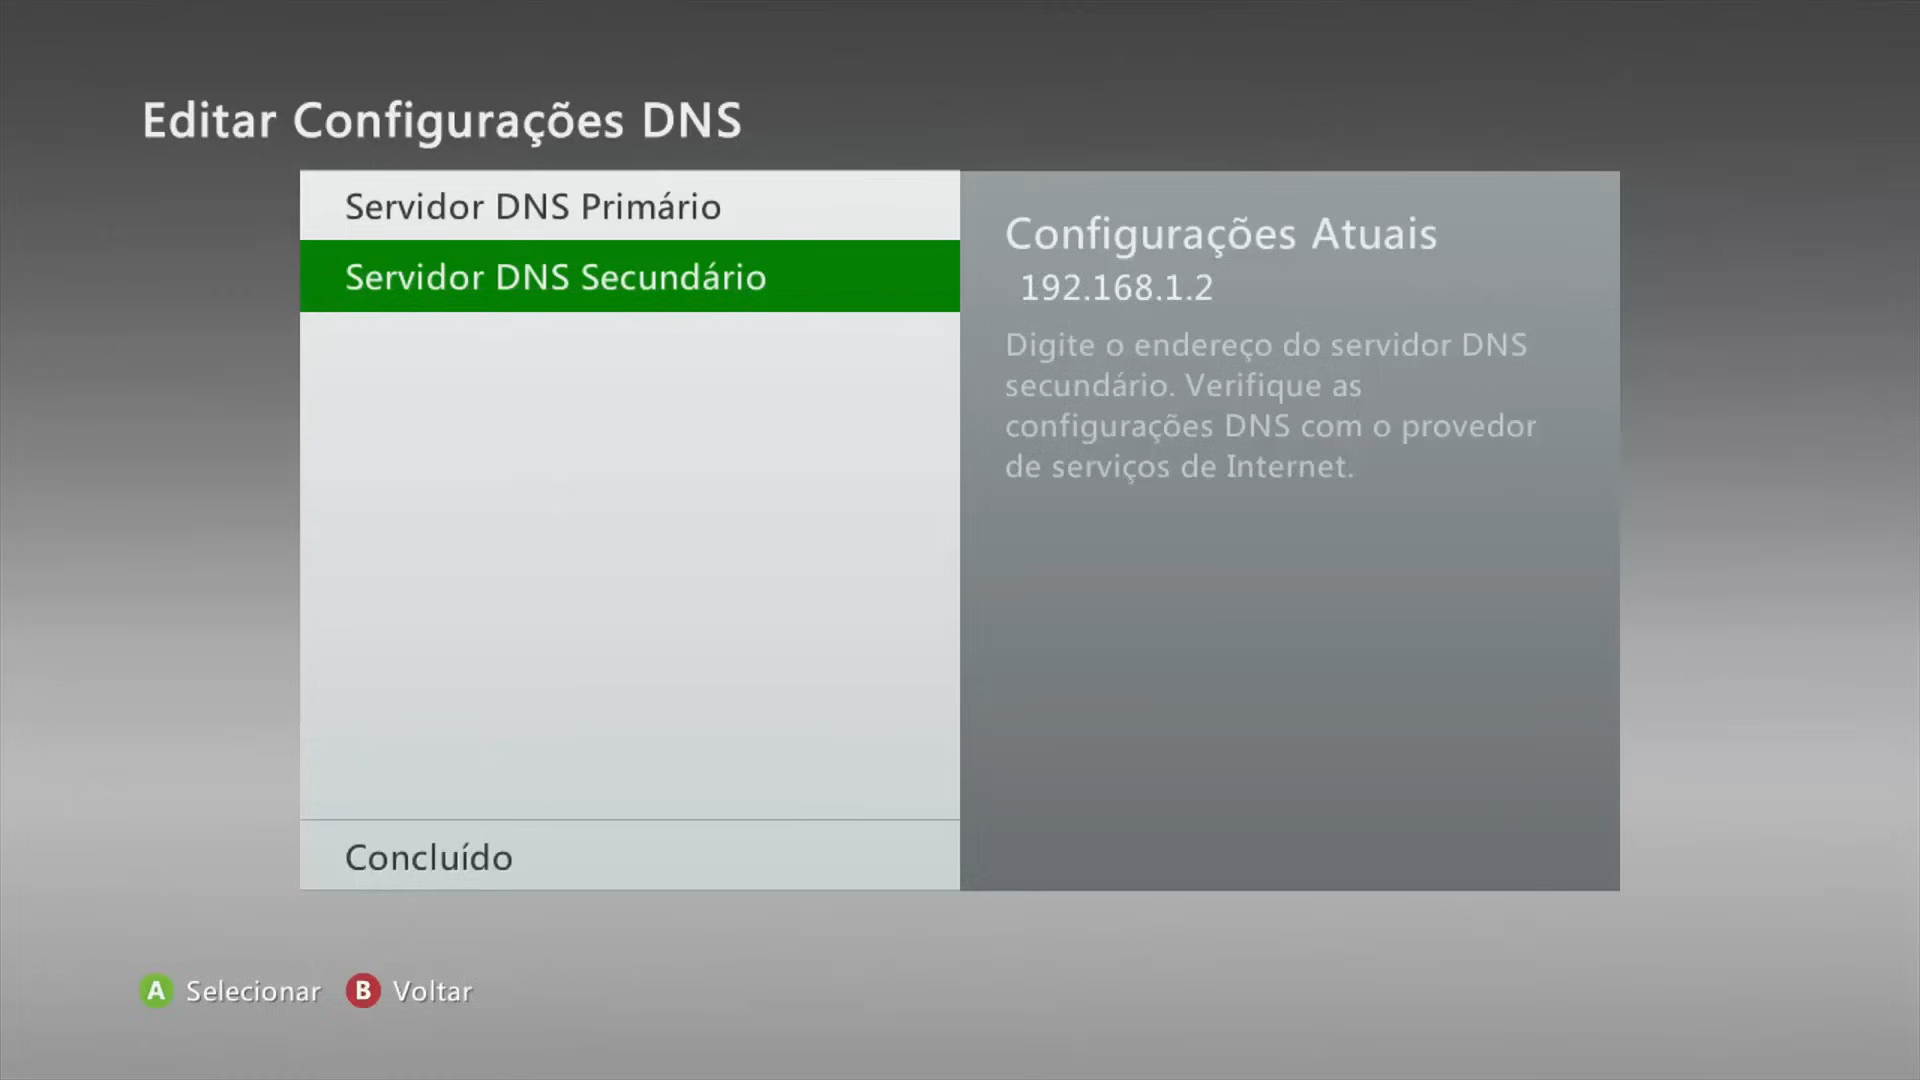 Editar Configurações DNS
Servidor DNS Primário
Servidor DNS Secundário
Concluído
Configurações Atuais
192.168.1.2
Digite o endereço do servidor DNS
secundário. Verifique as
configurações DNS com o provedor
de serviços de Internet.
A Selecionar B Voltar